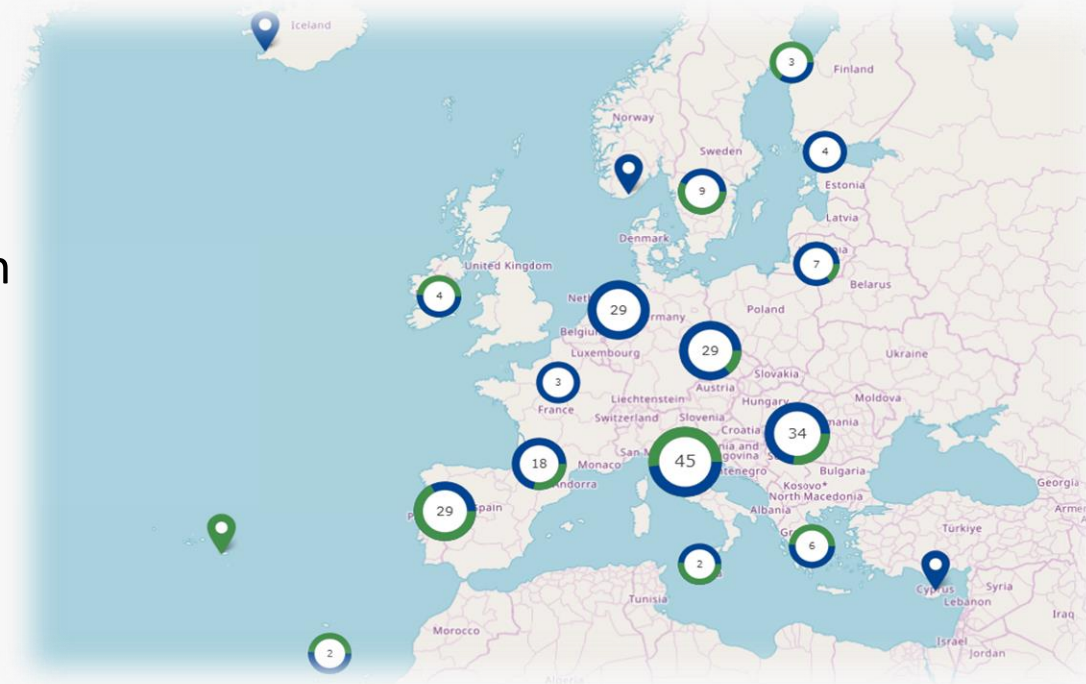 Iceland
3
Finland
Norway
4
Sweden
9
Estonia
Latvia
Denmark
7
United Kingdom
n
Belarus
4
29
Poland
29
Luxembourg
Ukraine
Slovakia
3
Austria
Liechtenstein
Hungary
Moldova
France
Switzerland
Slovenia
Croatia
34
45
18
Monaco
Bulgaria
Andorra
Kosovo*
Georgia
North Macedonia
29
Albania
Türkiye
6
2
Cyprus
Syria
Tunisia
Lebanon
Iraq
Morocco
Israel
2
Jordan
Algeria